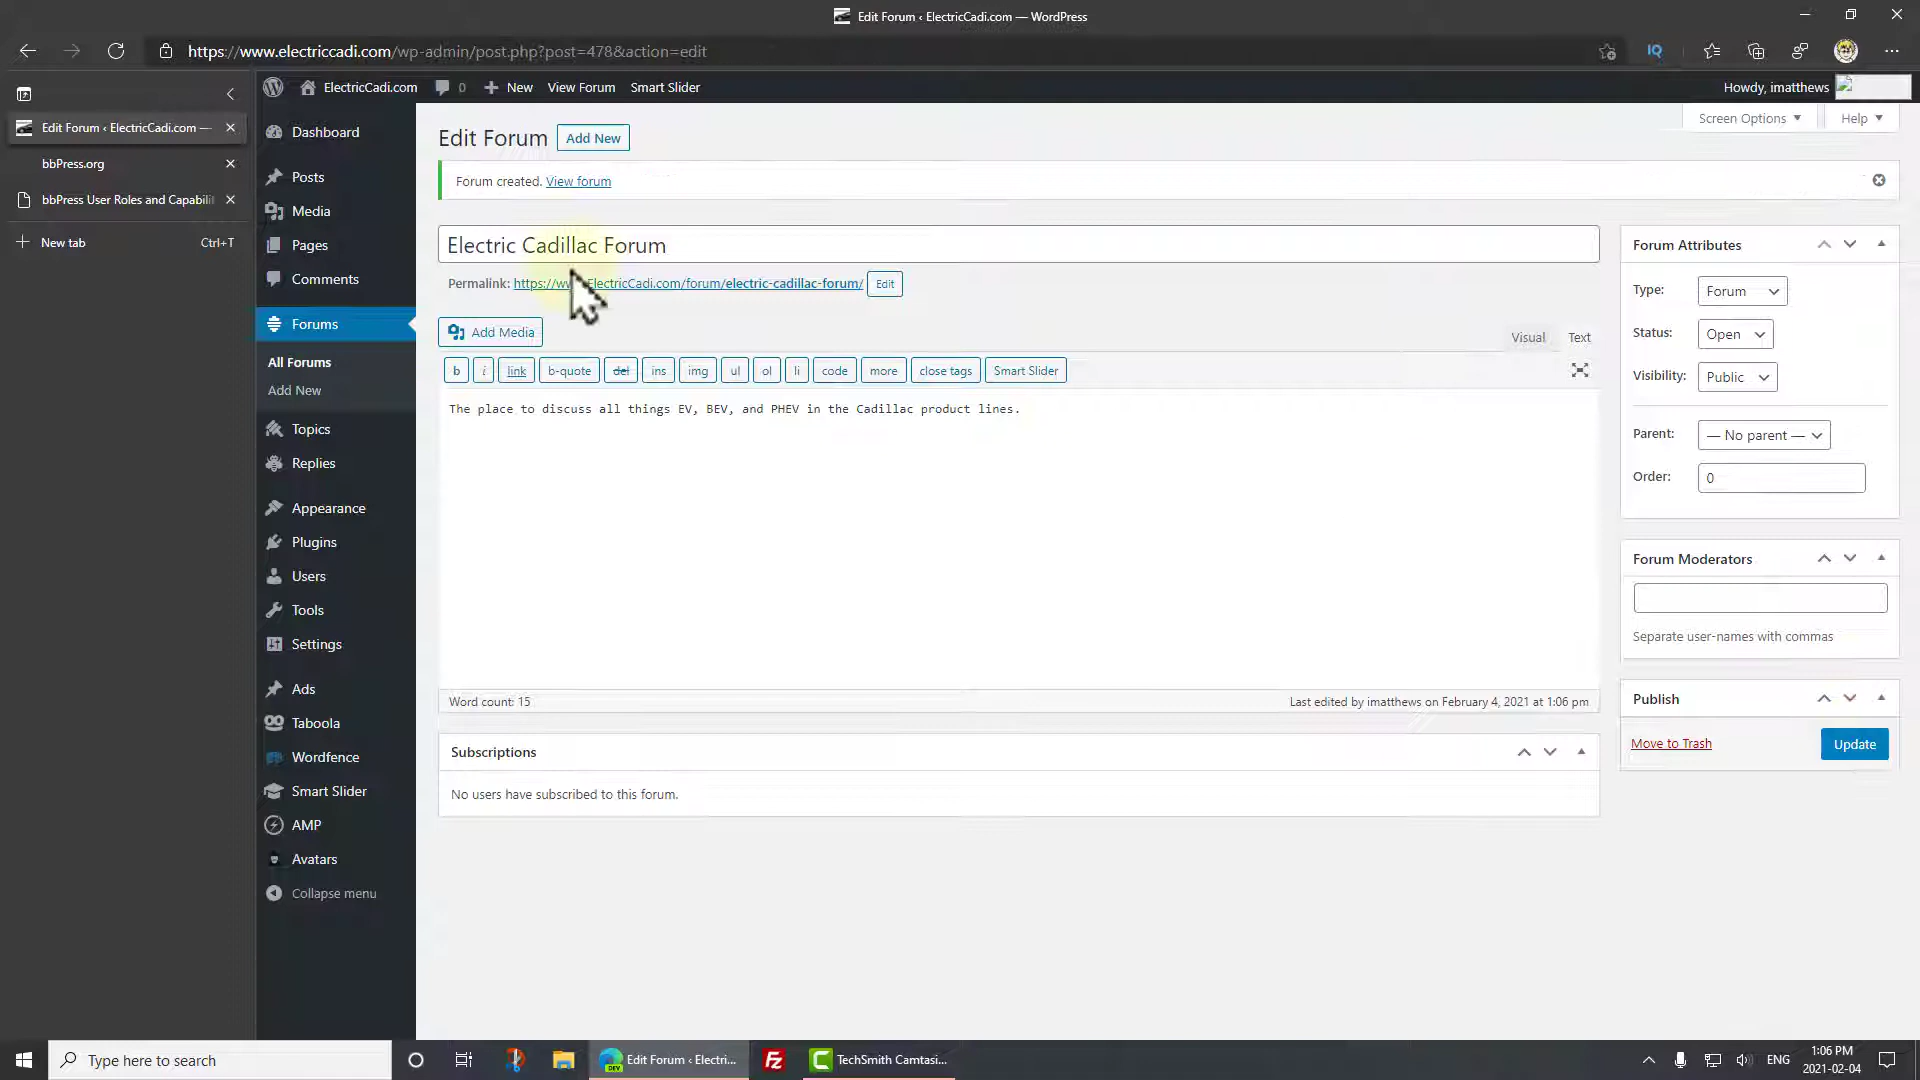 Edit Forum ‹ ElectricCadi.com — WordPress
https://www.electriccadi.com/wp-admin/post.php?post=478&action=edit
ElectricCadi.com 0 New View Forum Smart Slider Howdy, imatthews
Edit Forum ‹ ElectricCadi.com —
bbPress.org
bbPress User Roles and Capabilit
New tab Ctrl+T
Dashboard
Posts
Media
Pages
Comments
Forums
All Forums
Add New
Topics
Replies
Appearance
Plugins
Users
Tools
Settings
Ads
Taboola
Wordfence
Smart Slider
AMP
Avatars
Collapse menu
Screen Options Help
Edit Forum Add New
Forum created. View forum
Electric Cadillac Forum
Permalink: https://ww ElectricCadi.com/forum/electric-cadillac-forum/ Edit
Add Media
Visual Text
b i link b-quote del ins img ul ol li code more close tags Smart Slider
The place to discuss all things EV, BEV, and PHEV in the Cadillac product lines.
Word count: 15 Last edited by imatthews on February 4, 2021 at 1:06 pm
Subscriptions
No users have subscribed to this forum.
Forum Attributes
Type: Forum
Status: Open
Visibility: Public
Parent: — No parent —
Order: 0
Forum Moderators
Separate user-names with commas
Publish
Move to Trash Update
Type here to search
DEV
Edit Forum ‹ Electri...
Fz
TechSmith Camtasi...
ENG
1:06 PM
2021-02-04